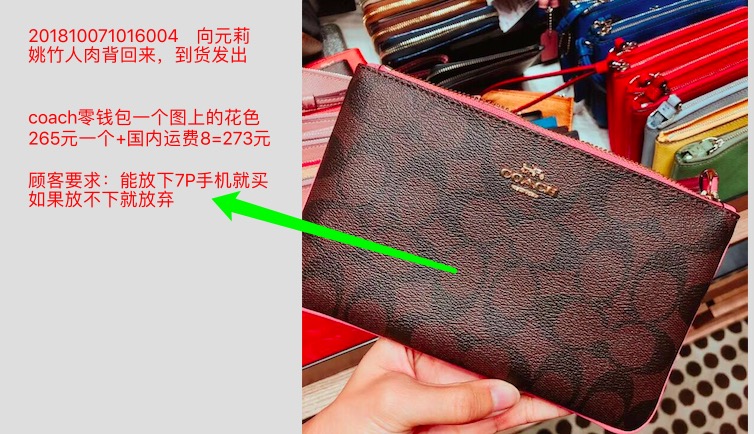 201810071016004 向元莉
姚竹人肉背回来，到货发出
coach零钱包一个图上的花色
265元一个+国内运费8=273元
顾客要求：能放下7P手机就买
如果放不下就放弃
COACH